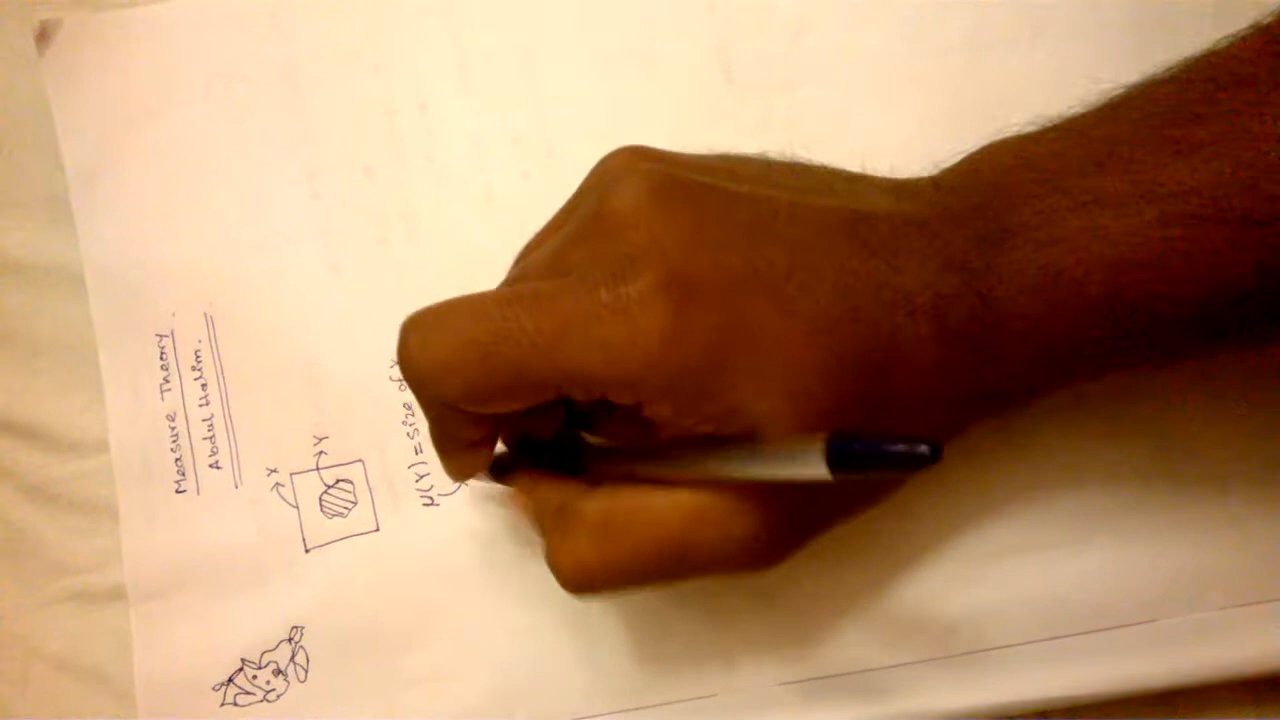 Measure Theory.
Abdul Halim.
X
Y
μ(Y) = Size of Y